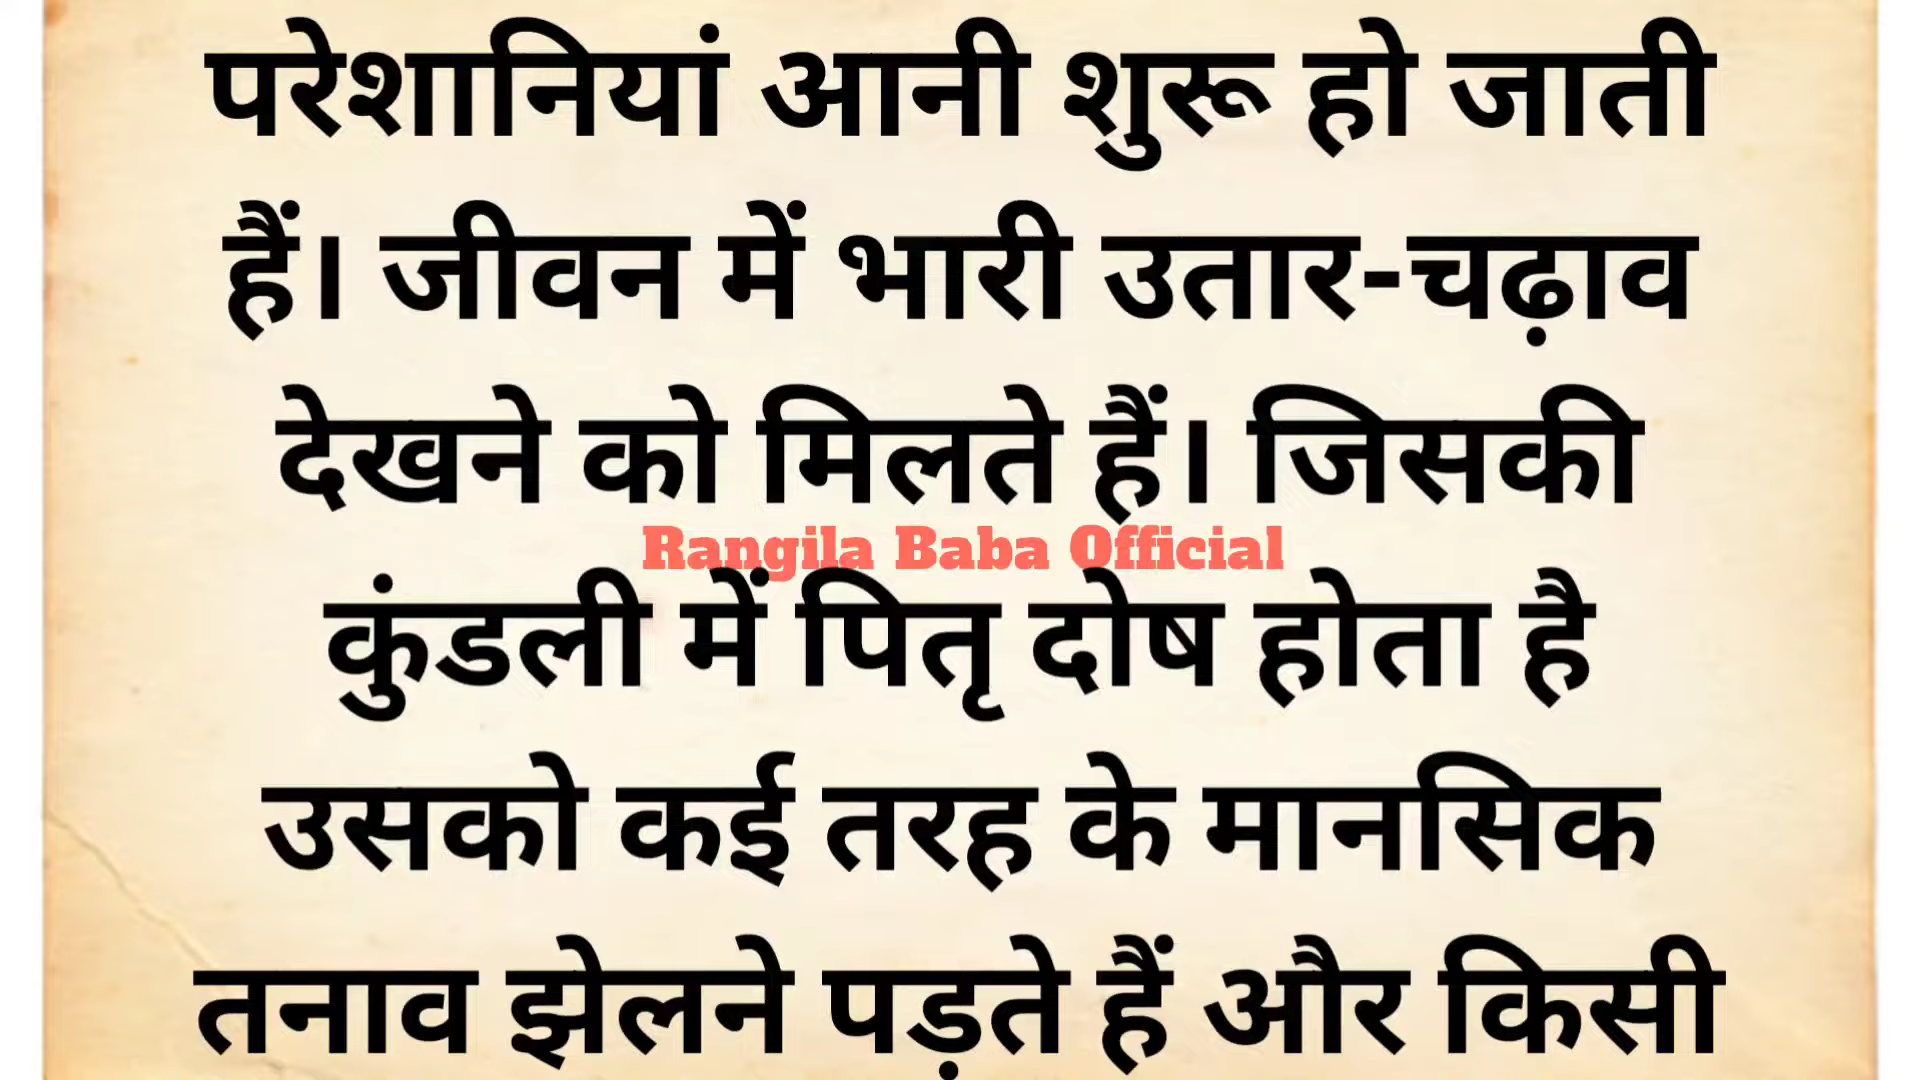 परेशानियां आनी शुरू हो जाती
हैं। जीवन में भारी उतार-चढ़ाव
देखने को मिलते हैं। जिसकी
Rangila Baba Official
कुंडली में पितृ दोष होता है
उसको कई तरह के मानसिक
तनाव झेलने पड़ते हैं और किसी